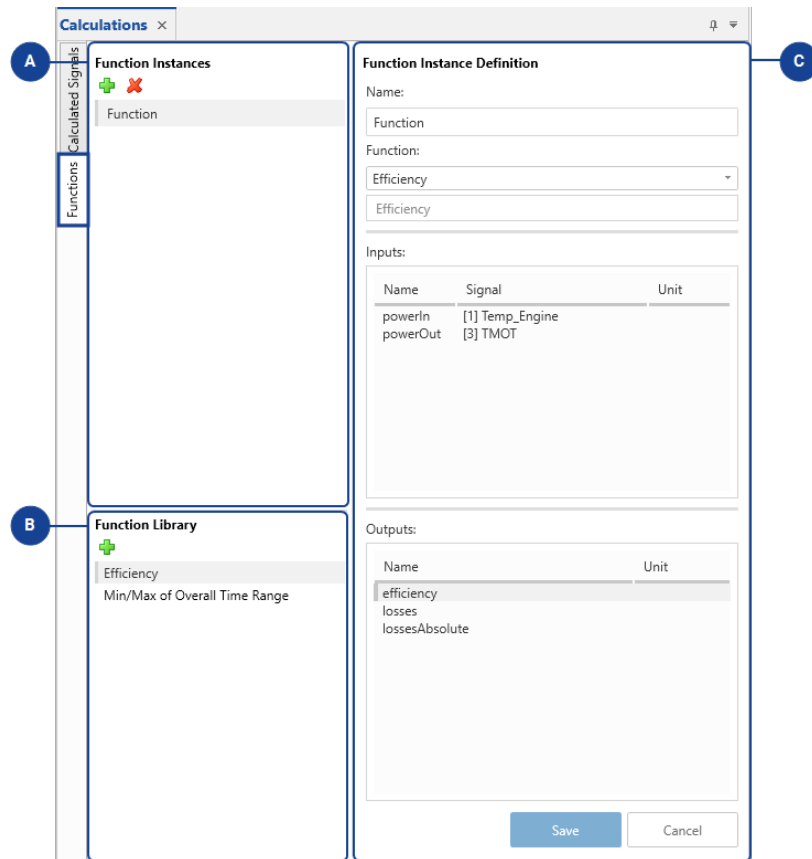 Calculations ×
A
Calculated Signals
Functions
Function Instances
Function
B
Function Library
Efficiency
Min/Max of Overall Time Range
C
Function Instance Definition
Name:
Function
Function:
Efficiency
Efficiency
Inputs:
Name Signal Unit
powerIn [1] Temp_Engine
powerOut [3] TMOT
Outputs:
Name Unit
efficiency
losses
lossesAbsolute
Save Cancel